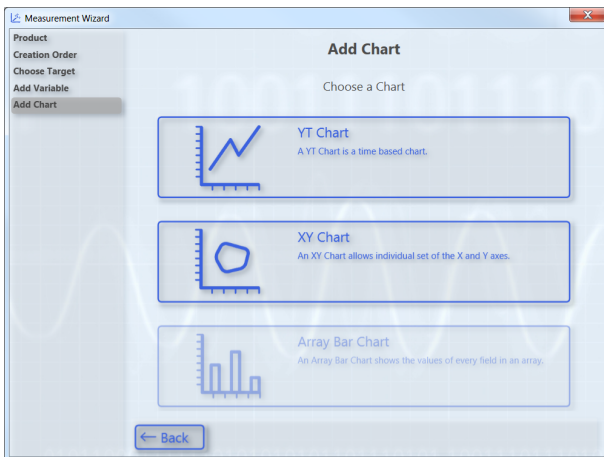 Measurement Wizard
Product
Creation Order
Choose Target
Add Variable
Add Chart
Add Chart
Choose a Chart
YT Chart
A YT Chart is a time based chart.
XY Chart
An XY Chart allows individual set of the X and Y axes.
Array Bar Chart
An Array Bar Chart shows the values of every field in an array.
Back